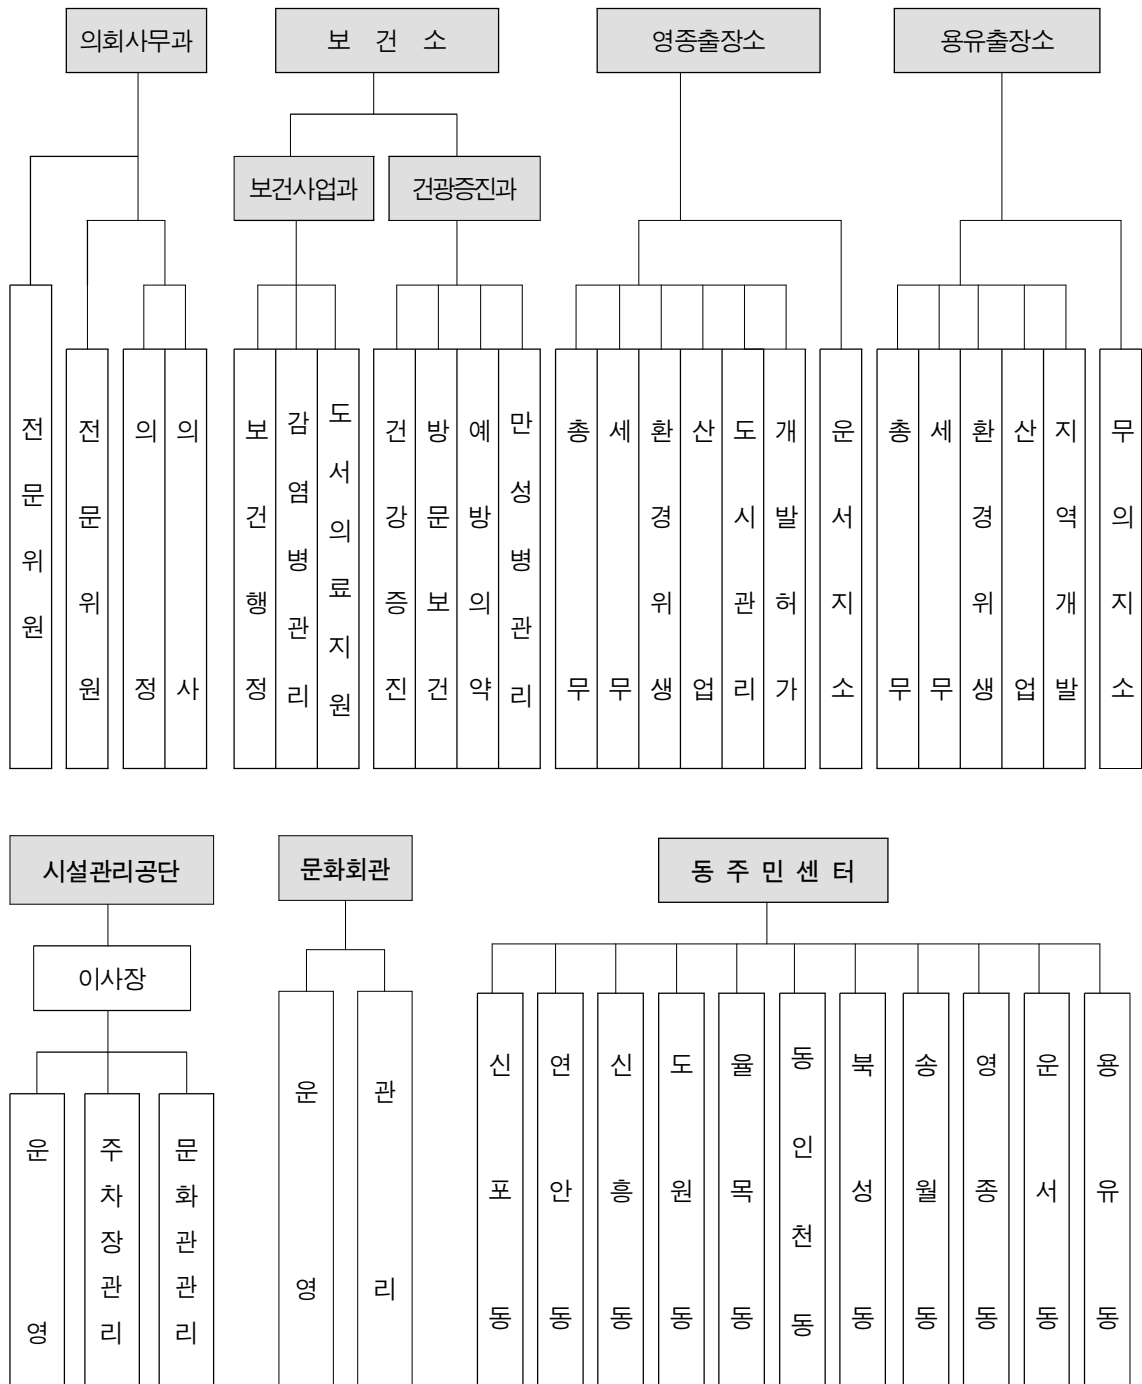 의회사무과
보 건 소
영종출장소
용유출장소
보건사업과
건광증진과
전문위원
전문위원
의정
의사
보건행정
감염병관리
도서의료지원
건강증진
방문보건
예방의약
만성병관리
총무
세무
환경위생
산업
도시관리
개발허가
운서지소
총무
세무
환경위생
산업
지역개발
무의지소
시설관리공단
문화회관
동 주 민 센 터
이사장
운영
주차장관리
문화관관리
운영
관리
신포동
연안동
신흥동
도원동
율목동
동인천동
북성동
송월동
영종동
운서동
용유동